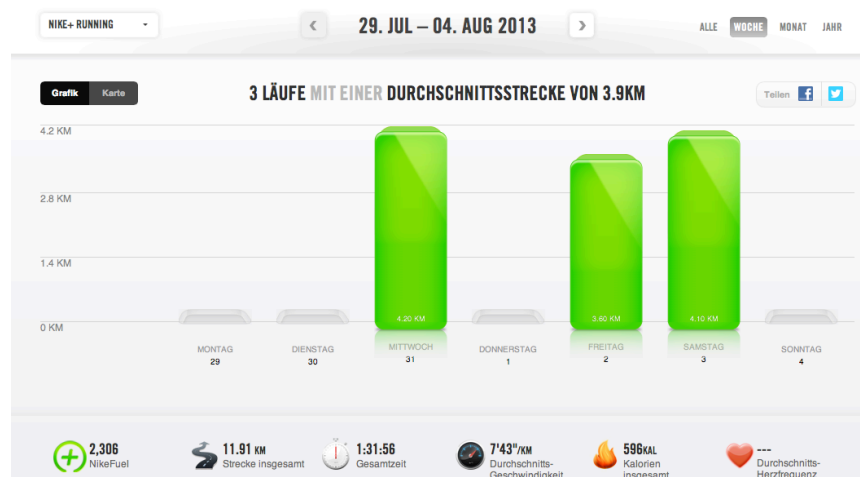 NIKE+ RUNNING
29. JUL – 04. AUG 2013
ALLE WOCHE MONAT JAHR
Grafik Karte
3 LÄUFE MIT EINER DURCHSCHNITTSSTRECKE VON 3.9KM
Teilen
4.2 KM
2.8 KM
1.4 KM
0 KM
4.20 KM 3.60 KM 4.10 KM
MONTAG DIENSTAG MITTWOCH DONNERSTAG FREITAG SAMSTAG SONNTAG
29 30 31 1 2 3 4
2,306
NikeFuel
11.91 KM
Strecke insgesamt
1:31:56
Gesamtzeit
7'43"/KM
Durchschnitts-
Geschwindigkeit
596KAL
Kalorien
insgesamt
---
Durchschnitts-
Herzfrequenz